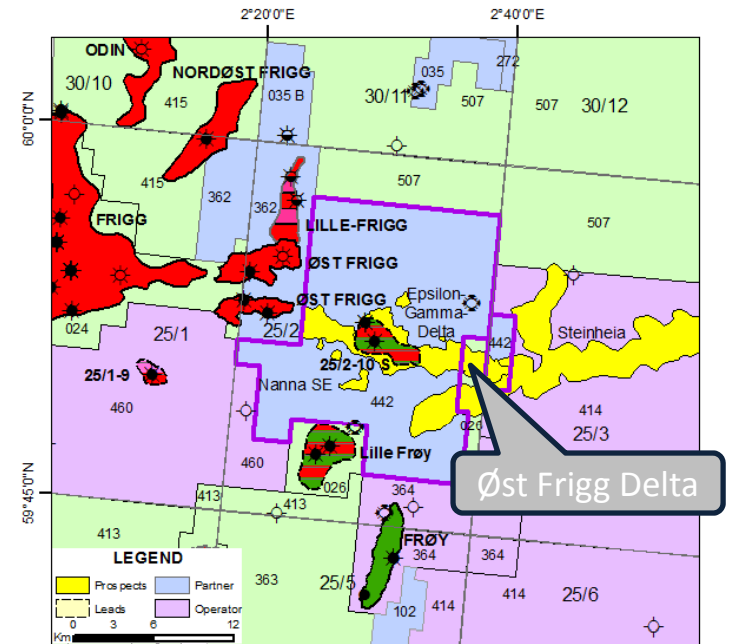 2°20'0"E
2°40'0"E
ODIN
30/10
NORDØST FRIGG
415
035 B
035
272
30/11
507
507
30/12
60°0'0"N
415
362
362
507
507
FRIGG
LILLE-FRIGG
ØST FRIGG
ØST FRIGG
Epsilon-
Gamma-
Delta
024
25/1
25/2
442
Steinheia
25/2-10 S
25/1-9
Nanna SE
442
460
414
026
25/3
Lille Frøy
460
Øst Frigg Delta
59°45'0"N
413
413
026
364
413
FRØY
364
364
LEGEND
Prospects
Partner
Leads
Operator
0
3
6
12
Km
363
25/5
102
414
414
25/6